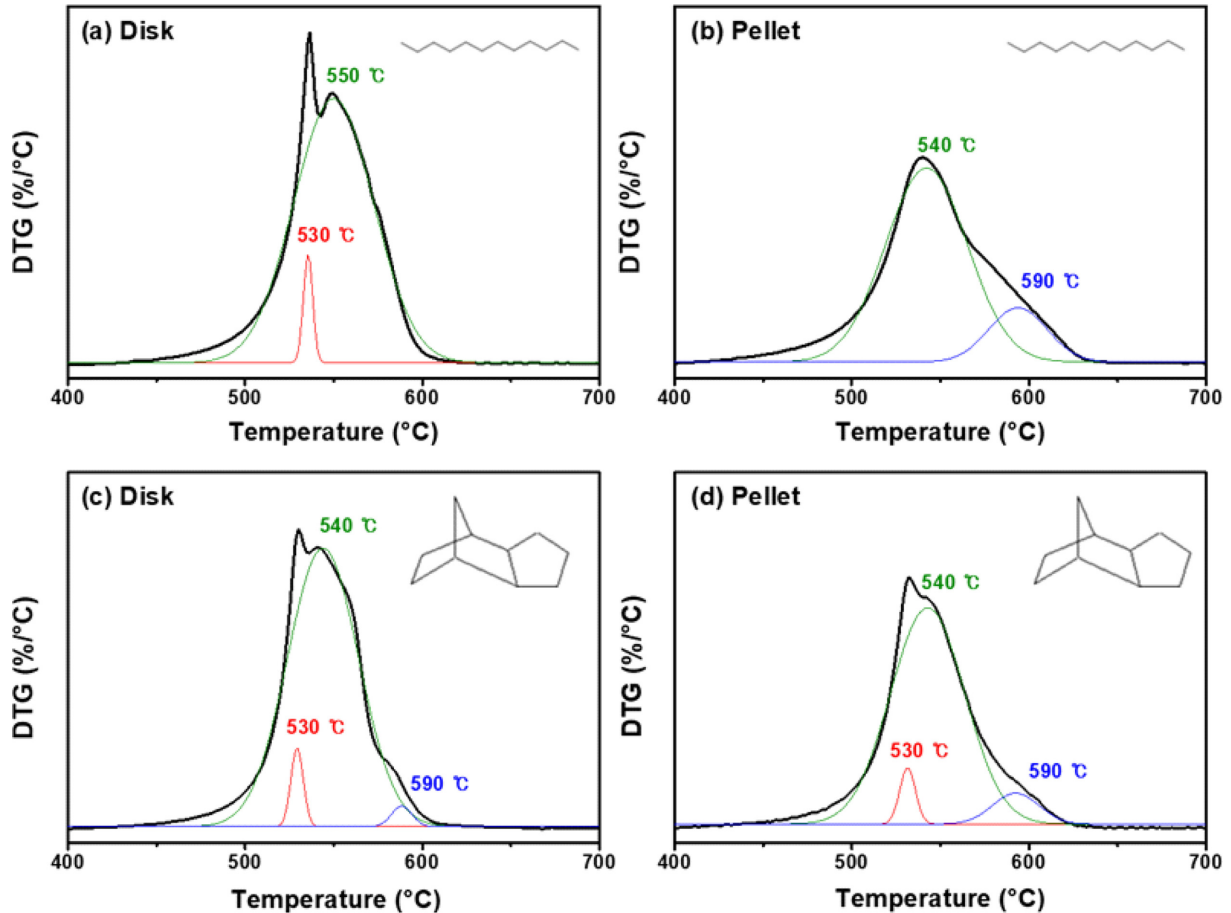 (a) Disk
550 ℃
530 ℃
DTG (%/°C)
400 500 600 700
Temperature (°C)
(b) Pellet
540 ℃
590 ℃
DTG (%/°C)
400 500 600 700
Temperature (°C)
(c) Disk
540 ℃
530 ℃
590 ℃
DTG (%/°C)
400 500 600 700
Temperature (°C)
(d) Pellet
540 ℃
530 ℃
590 ℃
DTG (%/°C)
400 500 600 700
Temperature (°C)